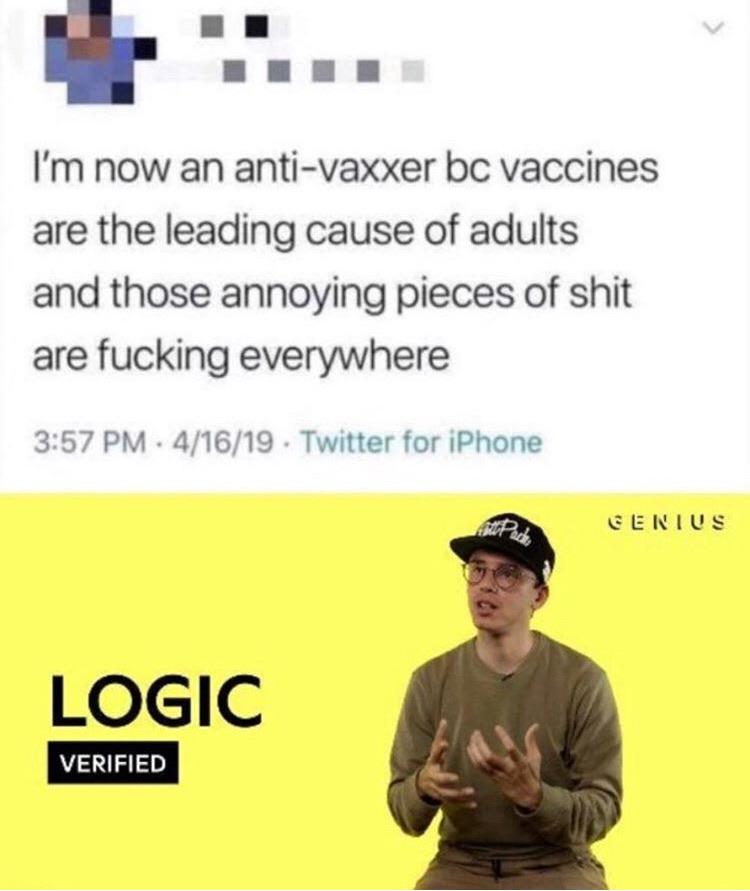 I'm now an anti-vaxxer bc vaccines
are the leading cause of adults
and those annoying pieces of shit
are fucking everywhere
3:57 PM · 4/16/19 · Twitter for iPhone
GENIUS
LOGIC
VERIFIED